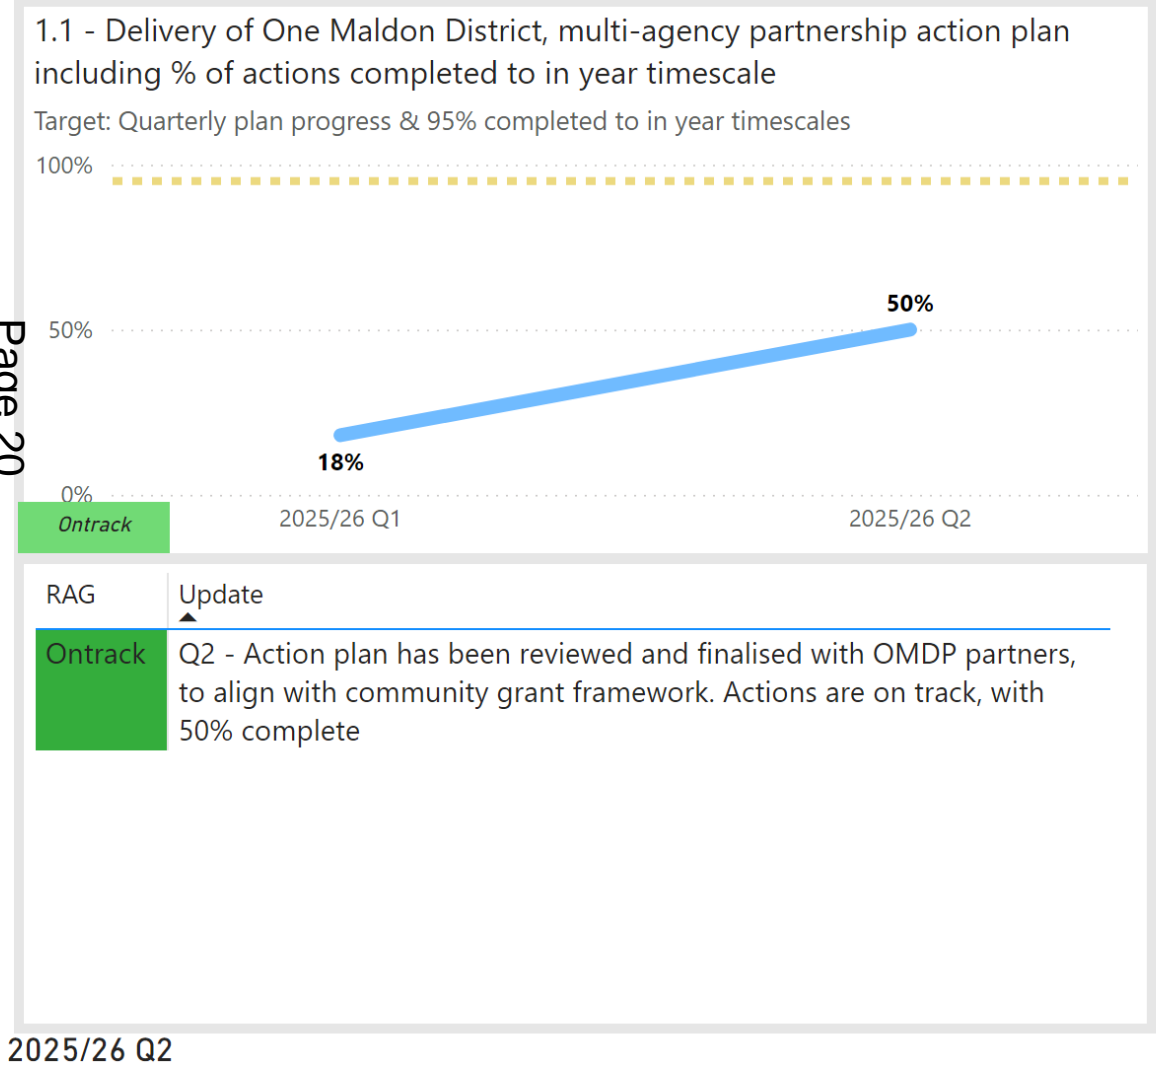 1.1 - Delivery of One Maldon District, multi-agency partnership action plan
including % of actions completed to in year timescale
Target: Quarterly plan progress & 95% completed to in year timescales
100%
50%
50%
18%
0%
2025/26 Q1
2025/26 Q2
Ontrack
Page 20
RAG
Update
Ontrack
Q2 - Action plan has been reviewed and finalised with OMDP partners,
to align with community grant framework. Actions are on track, with
50% complete
2025/26 Q2